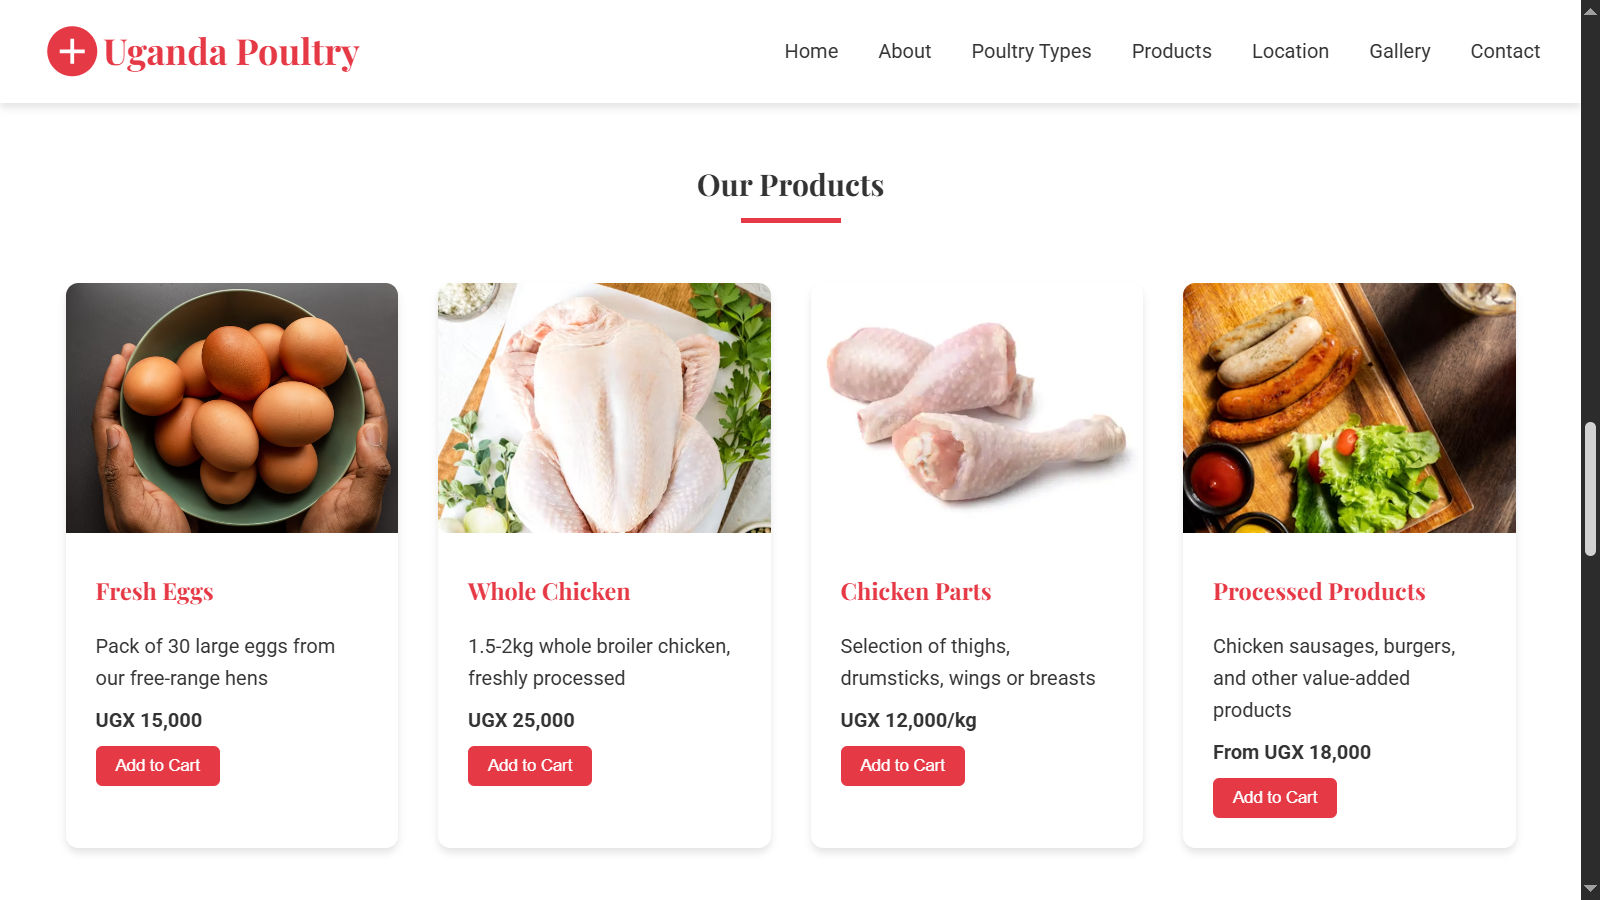 Uganda Poultry
Home About Poultry Types Products Location Gallery Contact
Our Products
Fresh Eggs
Pack of 30 large eggs from
our free-range hens
UGX 15,000
Add to Cart
Whole Chicken
1.5-2kg whole broiler chicken,
freshly processed
UGX 25,000
Add to Cart
Chicken Parts
Selection of thighs,
drumsticks, wings or breasts
UGX 12,000/kg
Add to Cart
Processed Products
Chicken sausages, burgers,
and other value-added
products
From UGX 18,000
Add to Cart